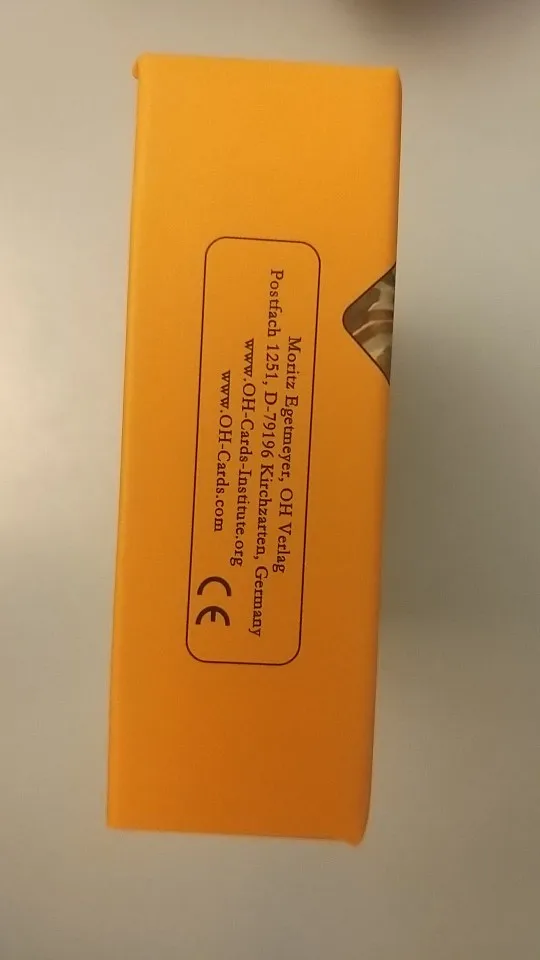 Moritz Egetmeyer, OH Verlag
Postfach 1251, D-79196 Kirchzarten, Germany
www.OH-Cards-Institute.org
www.OH-Cards.com
CE